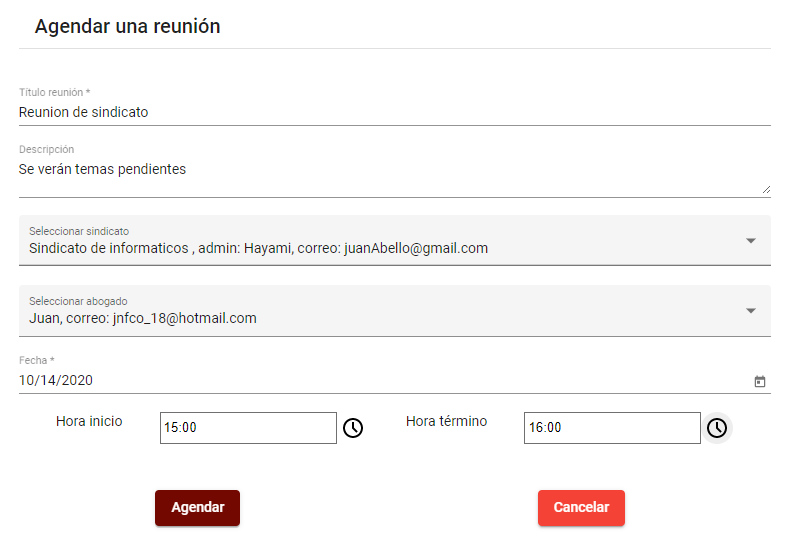 Agendar una reunión
Título reunión *
Reunion de sindicato
Descripción
Se verán temas pendientes
Seleccionar sindicato
Sindicato de informaticos , admin: Hayami, correo: juanAbello@gmail.com
Seleccionar abogado
Juan, correo: jnfco_18@hotmail.com
Fecha *
10/14/2020
Hora inicio 15:00 Hora término 16:00
Agendar Cancelar